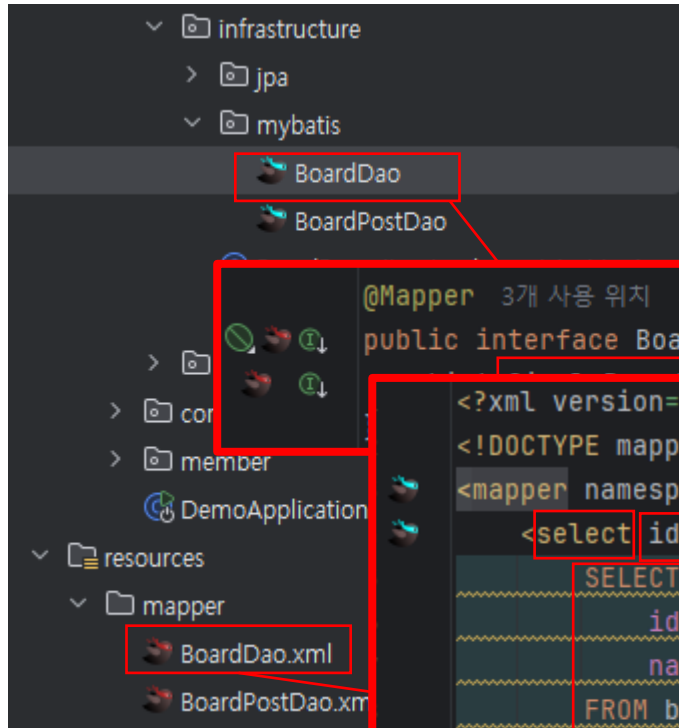 infrastructure
jpa
mybatis
BoardDao
BoardPostDao
@Mapper 3개 사용 위치
public interface Boa
<?xml version=
<!DOCTYPE mapp
<mapper namesp
<select id
SELECT
id
na
FROM b
cor
member
DemoApplication
resources
mapper
BoardDao.xml
BoardPostDao.xm